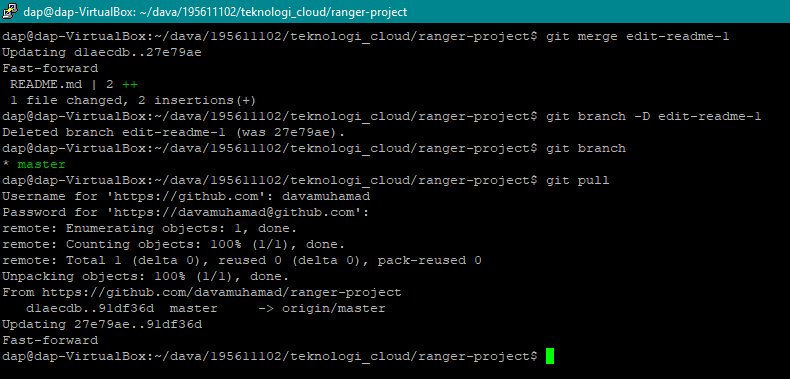 dap@dap-VirtualBox: ~/dava/195611102/teknologi_cloud/ranger-project
dap@dap-VirtualBox:~/dava/195611102/teknologi_cloud/ranger-project$ git merge edit-readme-1
Updating d1aecdb..27e79ae
Fast-forward
 README.md | 2 ++
 1 file changed, 2 insertions(+)
dap@dap-VirtualBox:~/dava/195611102/teknologi_cloud/ranger-project$ git branch -D edit-readme-1
Deleted branch edit-readme-1 (was 27e79ae).
dap@dap-VirtualBox:~/dava/195611102/teknologi_cloud/ranger-project$ git branch
* master
dap@dap-VirtualBox:~/dava/195611102/teknologi_cloud/ranger-project$ git pull
Username for 'https://github.com': davamuhamad
Password for 'https://davamuhamad@github.com':
remote: Enumerating objects: 1, done.
remote: Counting objects: 100% (1/1), done.
remote: Total 1 (delta 0), reused 0 (delta 0), pack-reused 0
Unpacking objects: 100% (1/1), done.
From https://github.com/davamuhamad/ranger-project
   d1aecdb..91df36d  master     -> origin/master
Updating 27e79ae..91df36d
Fast-forward
dap@dap-VirtualBox:~/dava/195611102/teknologi_cloud/ranger-project$